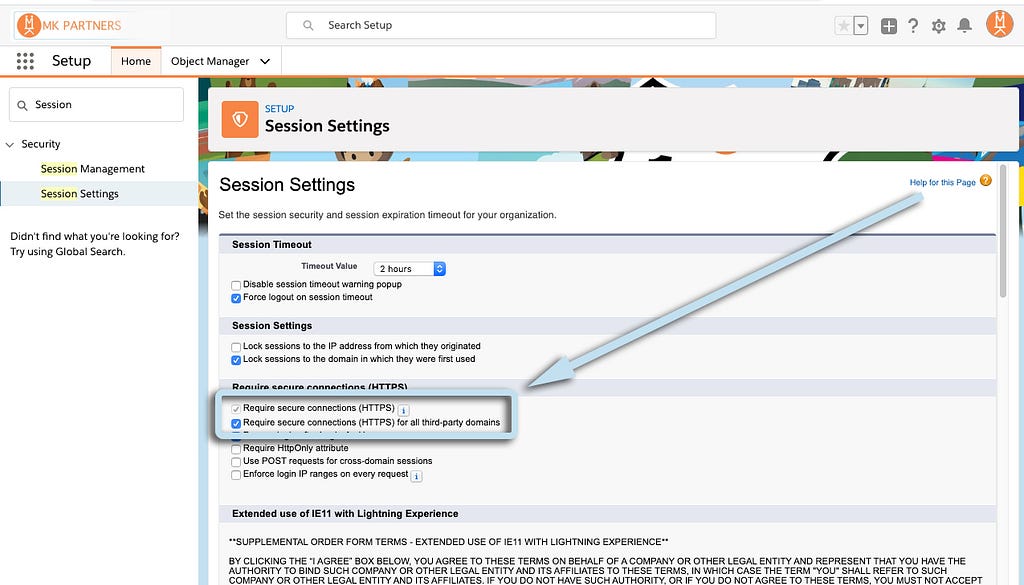 MK PARTNERS
Search Setup
Setup
Home
Object Manager
Session
Security
Session Management
Session Settings
Didn't find what you're looking for?
Try using Global Search.
SETUP
Session Settings
Session Settings
Help for this Page
Set the session security and session expiration timeout for your organization.
Session Timeout
Timeout Value
2 hours
Disable session timeout warning popup
Force logout on session timeout
Session Settings
Lock sessions to the IP address from which they originated
Lock sessions to the domain in which they were first used
Require secure connections (HTTPS)
Require secure connections (HTTPS)
Require secure connections (HTTPS) for all third-party domains
Require HttpOnly attribute
Use POST requests for cross-domain sessions
Enforce login IP ranges on every request
Extended use of IE11 with Lightning Experience
**SUPPLEMENTAL ORDER FORM TERMS - EXTENDED USE OF IE11 WITH LIGHTNING EXPERIENCE**
BY CLICKING THE "I AGREE" BOX BELOW, YOU AGREE TO THESE TERMS ON BEHALF OF A COMPANY OR OTHER LEGAL ENTITY AND REPRESENT THAT YOU HAVE THE
AUTHORITY TO BIND SUCH COMPANY OR OTHER LEGAL ENTITY AND ITS AFFILIATES TO THESE TERMS, IN WHICH CASE THE TERM "YOU" SHALL REFER TO SUCH
COMPANY OR OTHER LEGAL ENTITY AND ITS AFFILIATES. IF YOU DO NOT HAVE SUCH AUTHORITY, OR IF YOU DO NOT AGREE TO THESE TERMS, YOU MUST NOT ACCEPT